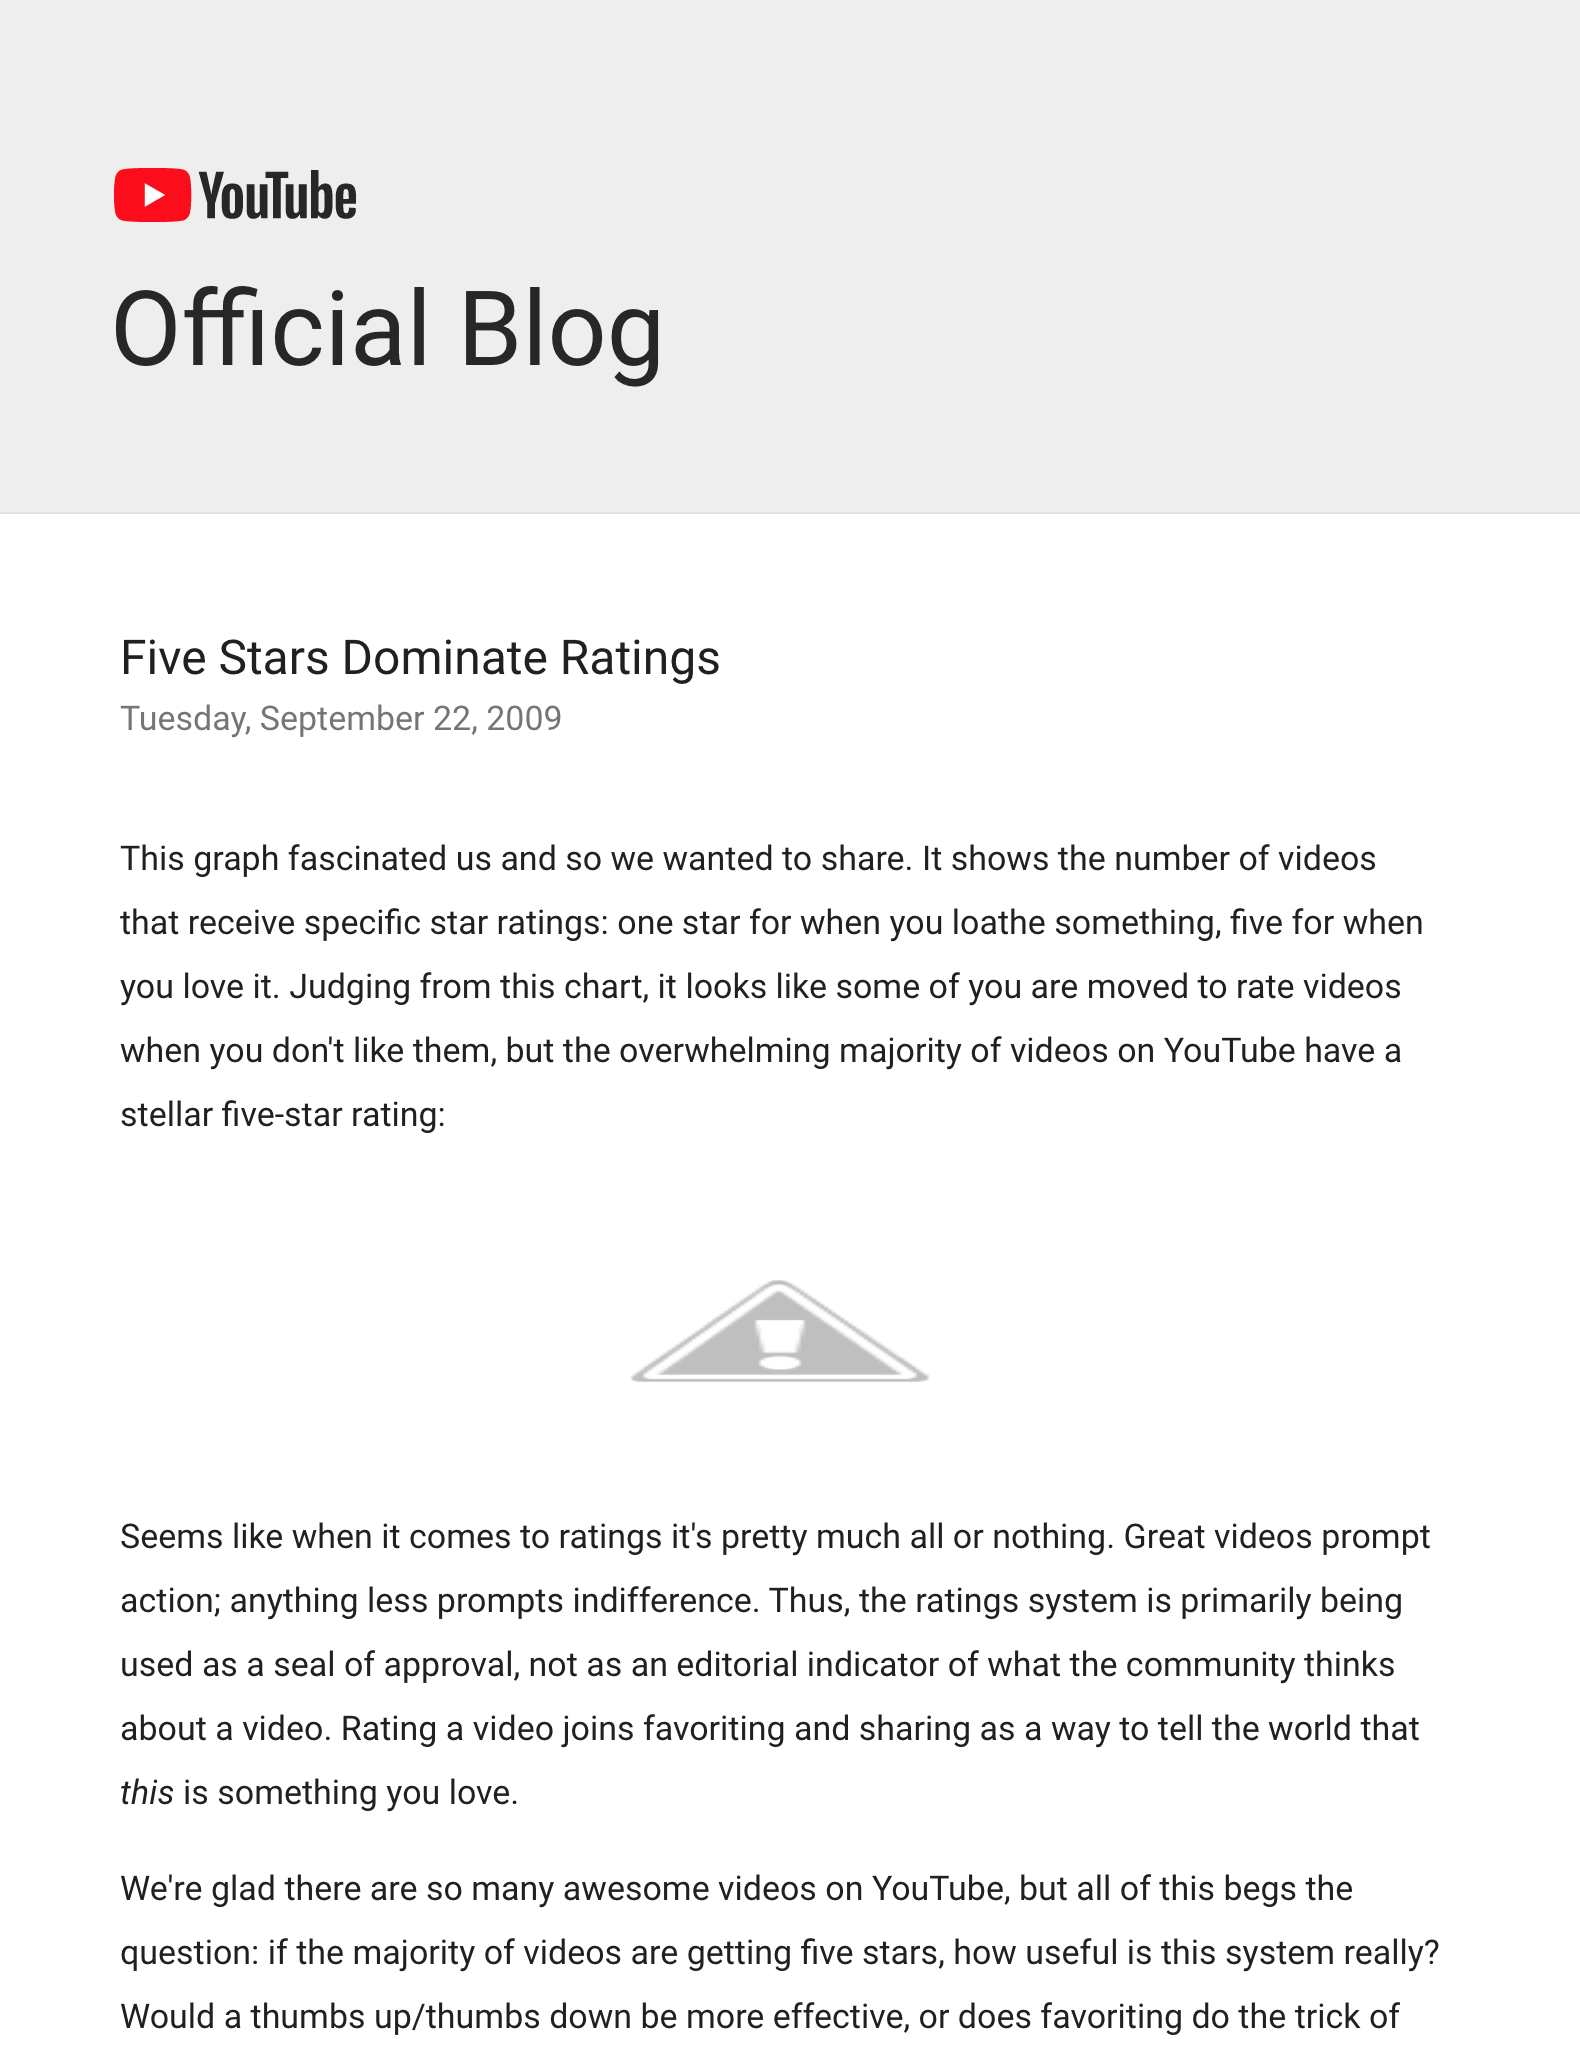 YouTube
Official Blog
Five Stars Dominate Ratings
Tuesday, September 22, 2009
This graph fascinated us and so we wanted to share. It shows the number of videos
that receive specific star ratings: one star for when you loathe something, five for when
you love it. Judging from this chart, it looks like some of you are moved to rate videos
when you don't like them, but the overwhelming majority of videos on YouTube have a
stellar five-star rating:
Seems like when it comes to ratings it's pretty much all or nothing. Great videos prompt
action; anything less prompts indifference. Thus, the ratings system is primarily being
used as a seal of approval, not as an editorial indicator of what the community thinks
about a video. Rating a video joins favoriting and sharing as a way to tell the world that
this is something you love.
We're glad there are so many awesome videos on YouTube, but all of this begs the
question: if the majority of videos are getting five stars, how useful is this system really?
Would a thumbs up/thumbs down be more effective, or does favoriting do the trick of